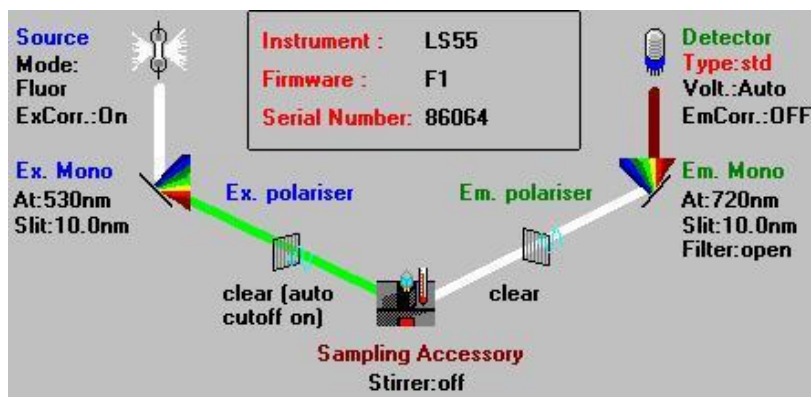 Source
Mode:
Fluor
ExCorr.:On
Instrument : LS55
Firmware : F1
Serial Number: 86064
Detector
Type:std
Volt.:Auto
EmCorr.:OFF
Ex. Mono
At:530nm
Slit:10.0nm
Ex. polariser
Em. polariser
Em. Mono
At:720nm
Slit:10.0nm
Filter:open
clear (auto
cutoff on)
clear
Sampling Accessory
Stirrer:off